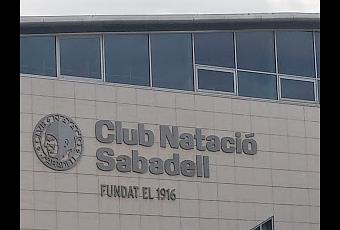 Club Natació
Sabadell
FUNDAT EL 1916